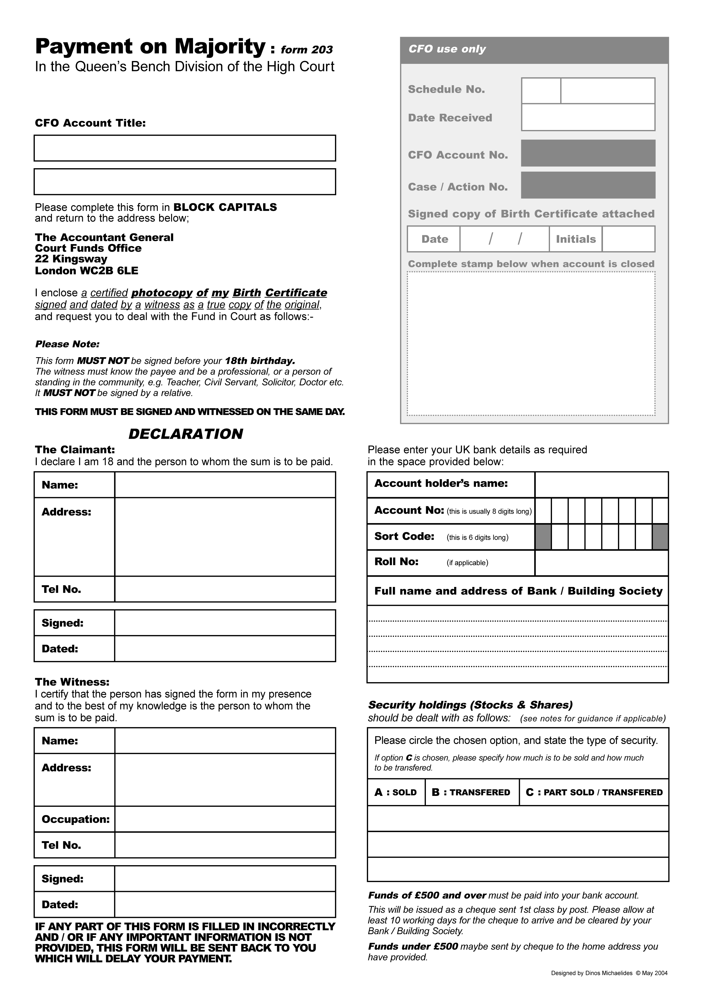 Payment on Majority : form 203
In the Queen’s Bench Division of the High Court
CFO Account Title:
Please complete this form in BLOCK CAPITALS
and return to the address below;
The Accountant General
Court Funds Office
22 Kingsway
London WC2B 6LE
I enclose a certified photocopy of my Birth Certificate
signed and dated by a witness as a true copy of the original,
and request you to deal with the Fund in Court as follows:-
Please Note:
This form MUST NOT be signed before your 18th birthday.
The witness must know the payee and be a professional, or a person of
standing in the community, e.g. Teacher, Civil Servant, Solicitor, Doctor etc.
It MUST NOT be signed by a relative.
THIS FORM MUST BE SIGNED AND WITNESSED ON THE SAME DAY.
CFO use only
Schedule No.
Date Received
CFO Account No.
Case / Action No.
Signed copy of Birth Certificate attached
Date / / Initials
Complete stamp below when account is closed
DECLARATION
The Claimant:
I declare I am 18 and the person to whom the sum is to be paid.
Name:
Address:
Tel No.
Signed:
Dated:
The Witness:
I certify that the person has signed the form in my presence
and to the best of my knowledge is the person to whom the
sum is to be paid.
Name:
Address:
Occupation:
Tel No.
Signed:
Dated:
IF ANY PART OF THIS FORM IS FILLED IN INCORRECTLY
AND / OR IF ANY IMPORTANT INFORMATION IS NOT
PROVIDED, THIS FORM WILL BE SENT BACK TO YOU
WHICH WILL DELAY YOUR PAYMENT.
Please enter your UK bank details as required
in the space provided below:
Account holder’s name:
Account No: (this is usually 8 digits long)
Sort Code: (this is 6 digits long)
Roll No: (if applicable)
Full name and address of Bank / Building Society
Security holdings (Stocks & Shares)
should be dealt with as follows: (see notes for guidance if applicable)
Please circle the chosen option, and state the type of security.
If option C is chosen, please specify how much is to be sold and how much
to be transfered.
A : SOLD B : TRANSFERED C : PART SOLD / TRANSFERED
Funds of £500 and over must be paid into your bank account.
This will be issued as a cheque sent 1st class by post. Please allow at
least 10 working days for the cheque to arrive and be cleared by your
Bank / Building Society.
Funds under £500 maybe sent by cheque to the home address you
have provided.
Designed by Dinos Michaelides © May 2004